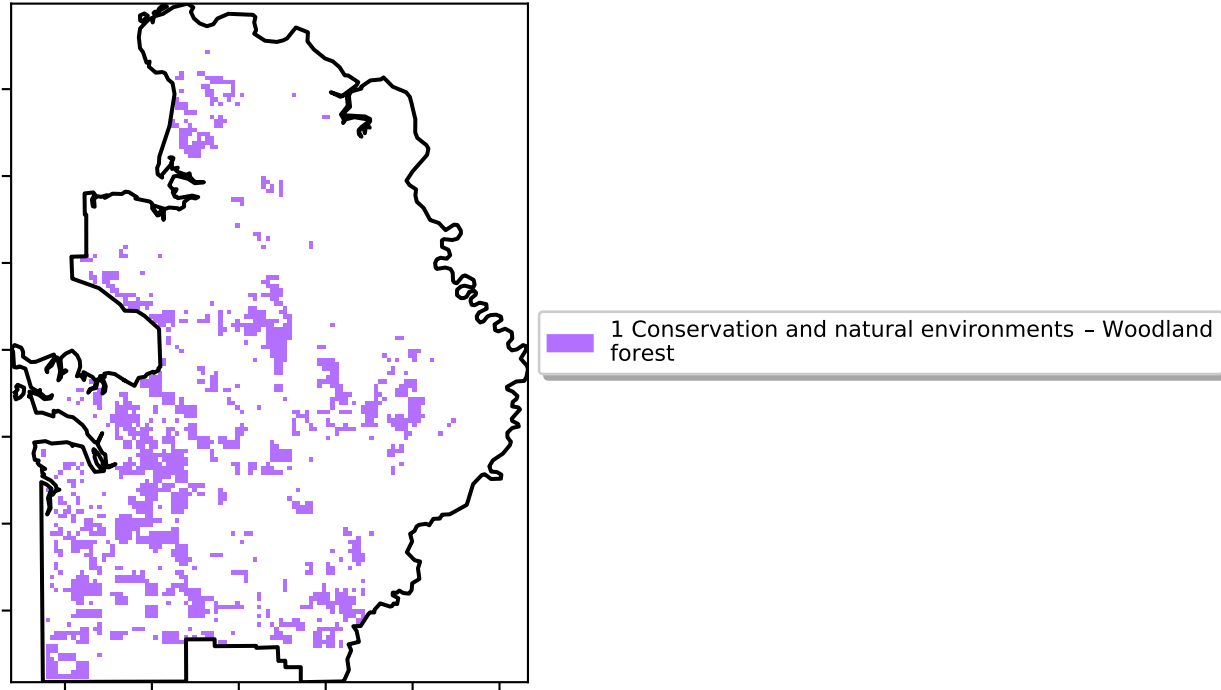 1 Conservation and natural environments – Woodland
forest